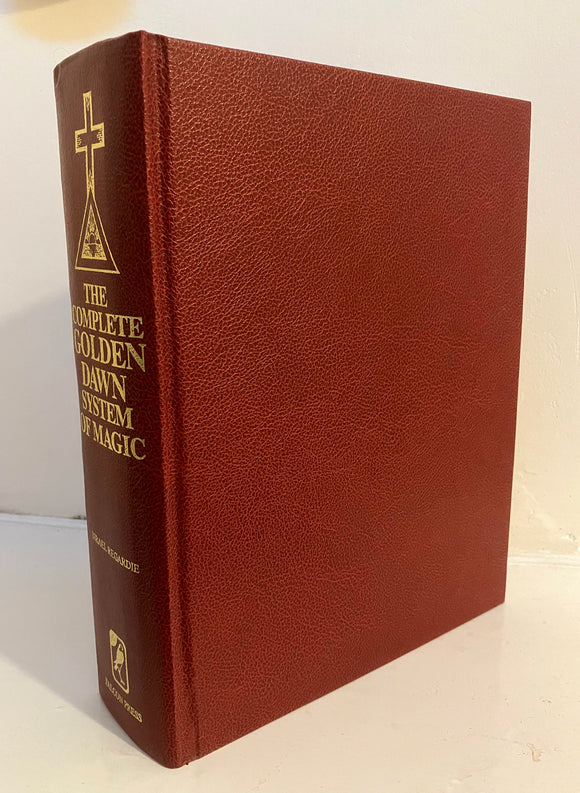 THE
COMPLETE
GOLDEN
DAWN
SYSTEM
OF MAGIC
ISRAEL REGARDIE
FALCON PRESS